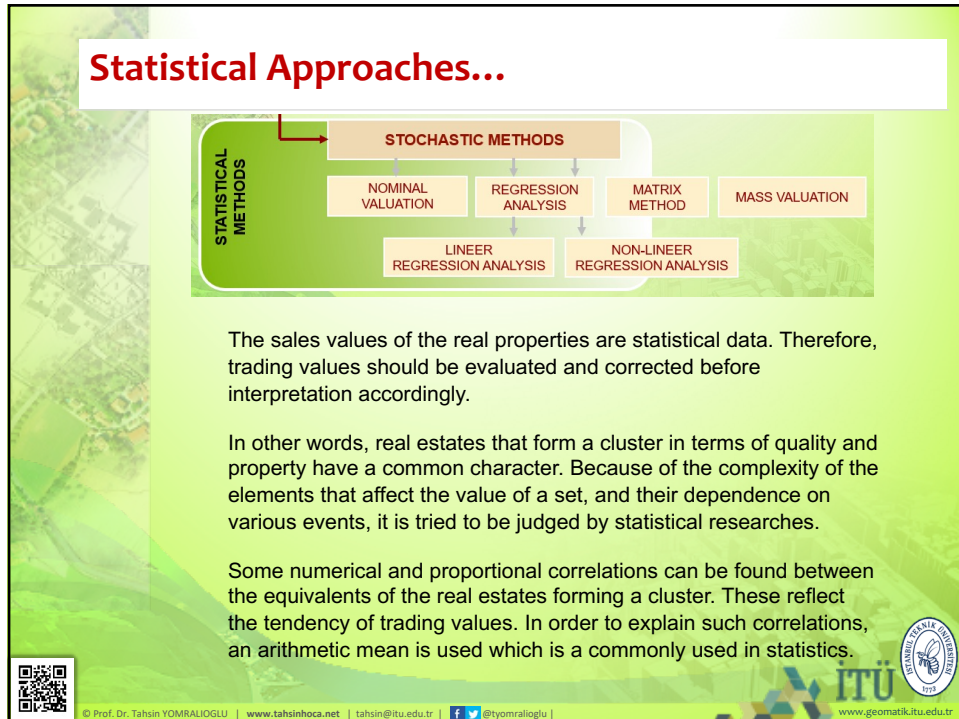 Statistical Approaches...
STATISTICAL
METHODS
STOCHASTIC METHODS
NOMINAL
VALUATION
REGRESSION
ANALYSIS
MATRIX
METHOD
MASS VALUATION
LINEER
REGRESSION ANALYSIS
NON-LINEER
REGRESSION ANALYSIS
The sales values of the real properties are statistical data. Therefore,
trading values should be evaluated and corrected before
interpretation accordingly.
In other words, real estates that form a cluster in terms of quality and
property have a common character. Because of the complexity of the
elements that affect the value of a set, and their dependence on
various events, it is tried to be judged by statistical researches.
Some numerical and proportional correlations can be found between
the equivalents of the real estates forming a cluster. These reflect
the tendency of trading values. In order to explain such correlations,
an arithmetic mean is used which is a commonly used in statistics.
İSTANBUL TEKNİK ÜNİVERSİTESİ
1773
İTÜ
© Prof. Dr. Tahsin YOMRALIOGLU | www.tahsinhoca.net | tahsin@itu.edu.tr | f @tyomralioglu |
www.geomatik.itu.edu.tr